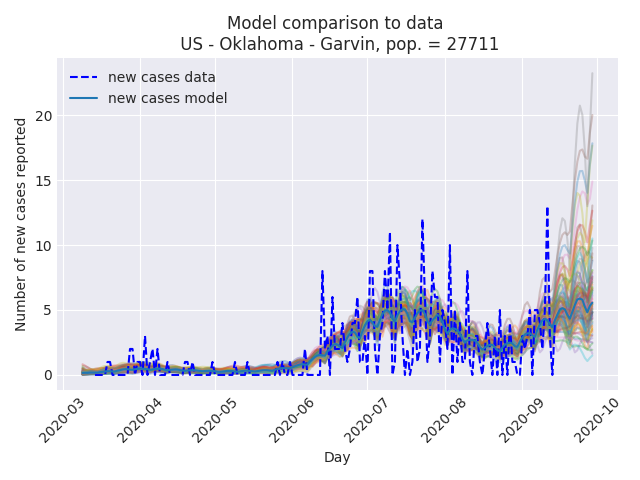 Model comparison to data
US - Oklahoma - Garvin, pop. = 27711
new cases data
new cases model
Number of new cases reported
20
15
10
5
0
2020-03
2020-04
2020-05
2020-06
2020-07
2020-08
2020-09
2020-10
Day